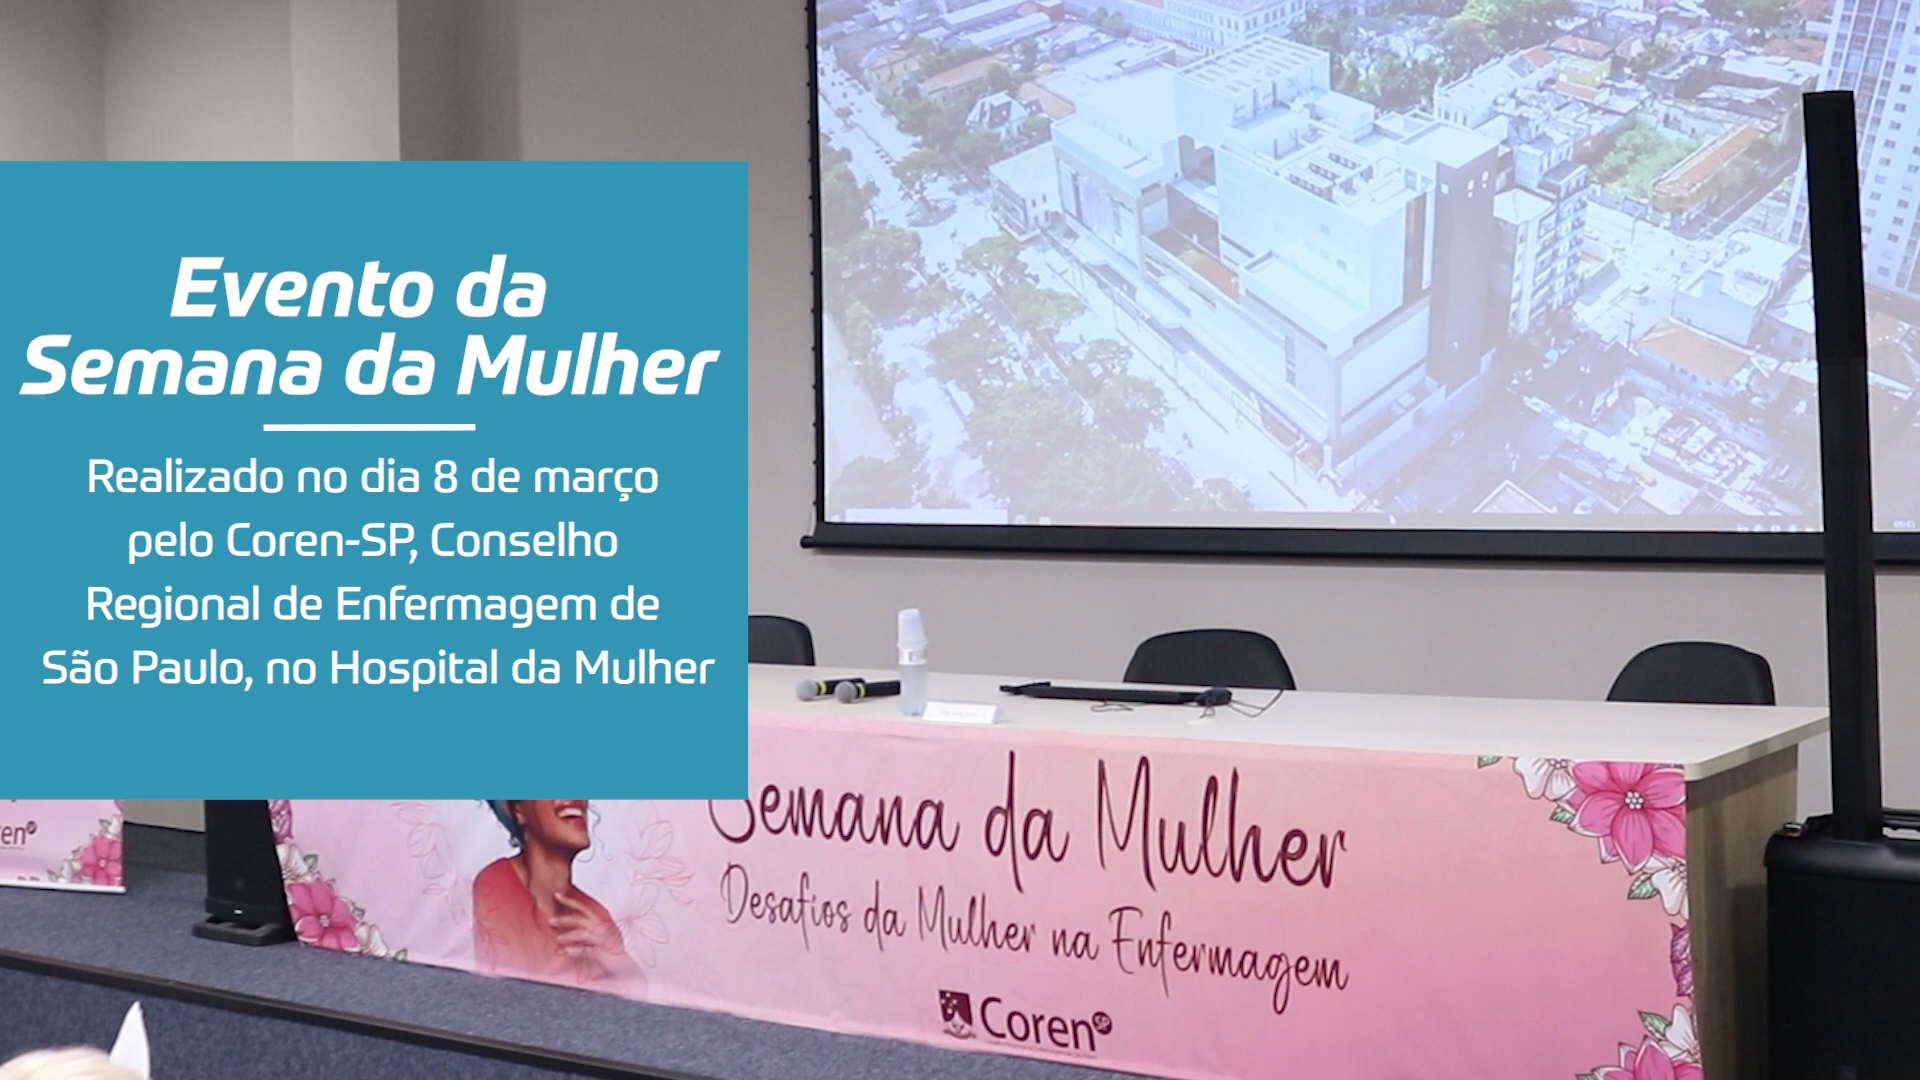 Evento da
Semana da Mulher
Realizado no dia 8 de março
pelo Coren-SP, Conselho
Regional de Enfermagem de
São Paulo, no Hospital da Mulher
Semana da Mulher
Desafios da Mulher na Enfermagem
Coren SP